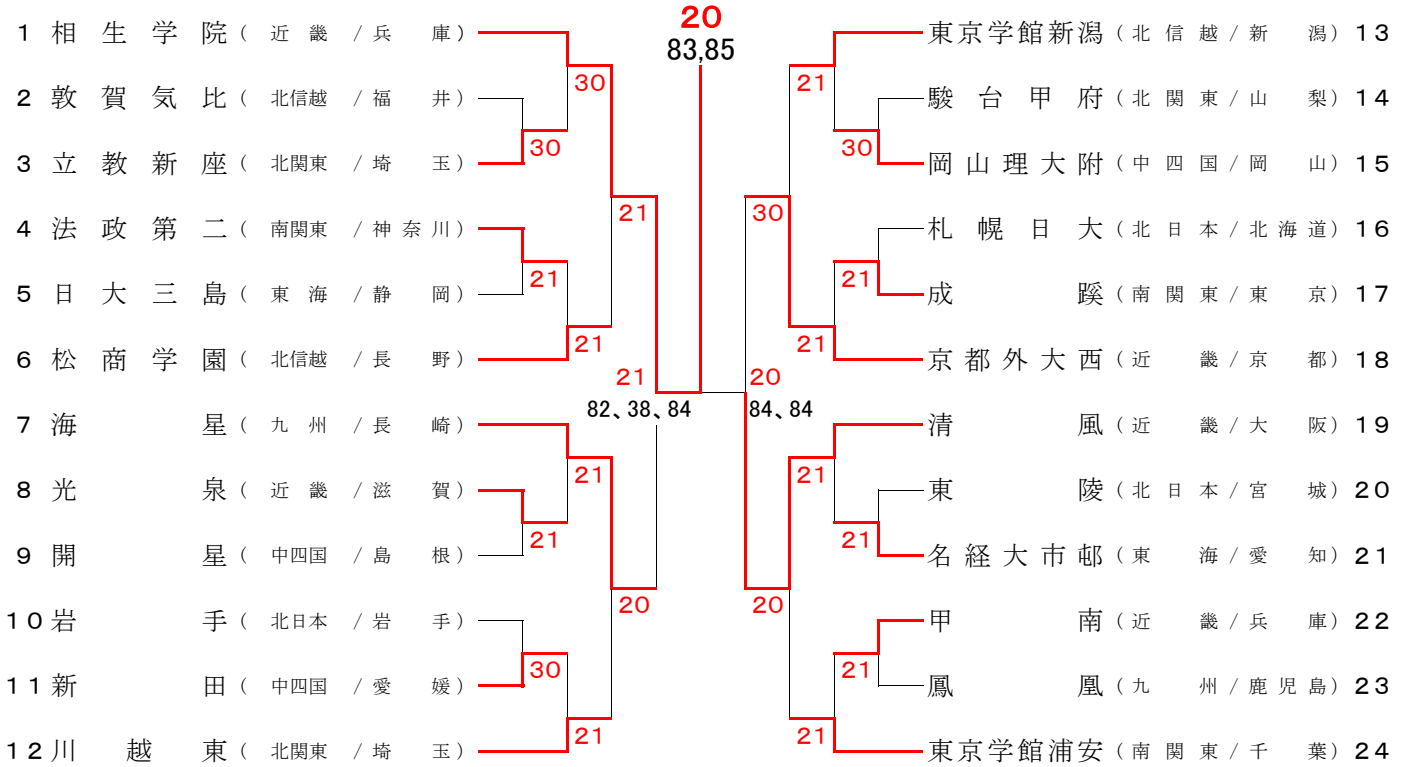 20
83,85
1 相生学院 ( 近畿 / 兵庫 )
30
2 敦賀気比 ( 北信越 / 福井 )
30
3 立教新座 ( 北関東 / 埼玉 )
21
4 法政第二 ( 南関東 / 神奈川 )
21
5 日大三島 ( 東海 / 静岡 )
21
6 松商学園 ( 北信越 / 長野 )
21
82、38、84
7 海星 ( 九州 / 長崎 )
21
8 光泉 ( 近畿 / 滋賀 )
21
9 開星 ( 中四国 / 島根 )
20
10 岩手 ( 北日本 / 岩手 )
30
11 新田 ( 中四国 / 愛媛 )
21
12 川越東 ( 北関東 / 埼玉 )
東京学館新潟 ( 北信越 / 新潟 ) 13
21
駿台甲府 ( 北関東 / 山梨 ) 14
30
岡山理大附 ( 中四国 / 岡山 ) 15
30
札幌日大 ( 北日本 / 北海道 ) 16
21
成蹊 ( 南関東 / 東京 ) 17
21
京都外大西 ( 近畿 / 京都 ) 18
20
84、84
清風 ( 近畿 / 大阪 ) 19
21
東陵 ( 北日本 / 宮城 ) 20
21
名経大市邨 ( 東海 / 愛知 ) 21
20
甲南 ( 近畿 / 兵庫 ) 22
21
鳳凰 ( 九州 / 鹿児島 ) 23
21
東京学館浦安 ( 南関東 / 千葉 ) 24